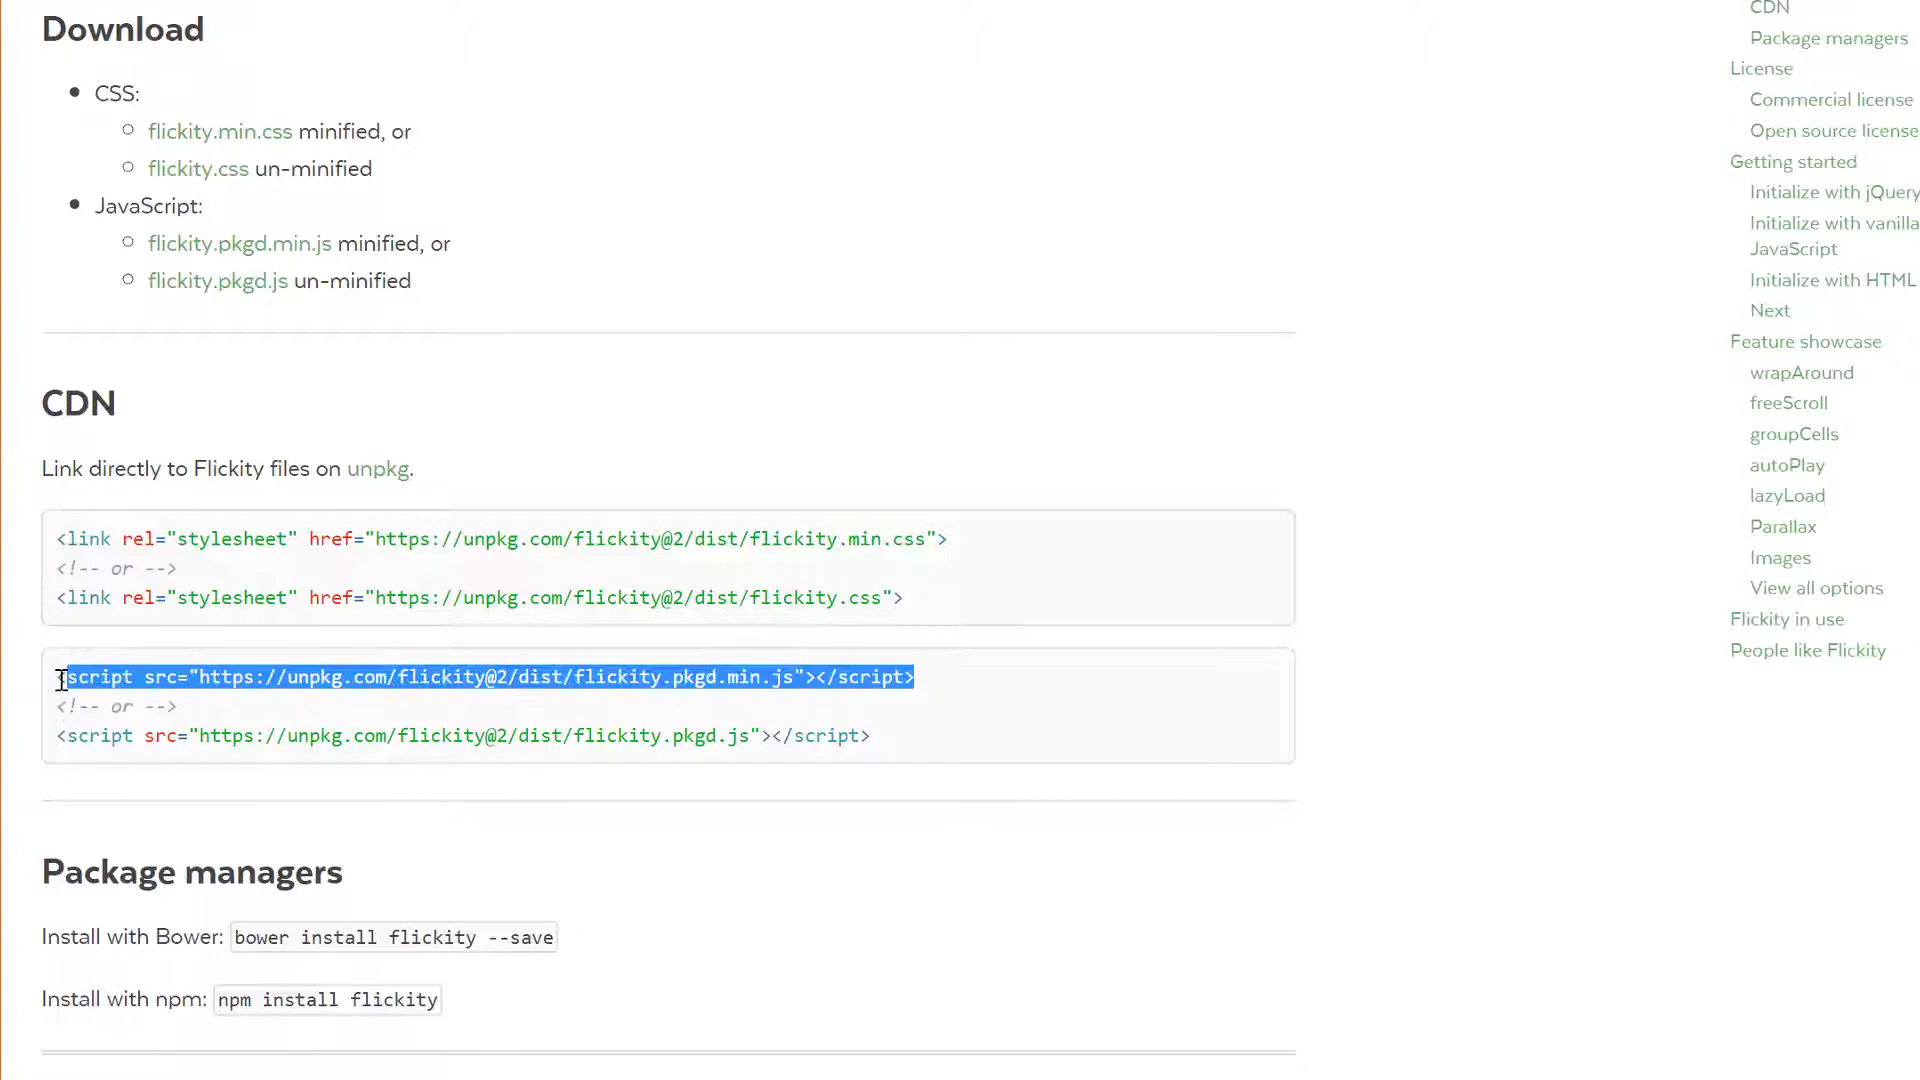 Download
CSS:
flickity.min.css minified, or
flickity.css un-minified
JavaScript:
flickity.pkgd.min.js minified, or
flickity.pkgd.js un-minified
CDN
Link directly to Flickity files on unpkg.
<link rel="stylesheet" href="https://unpkg.com/flickity@2/dist/flickity.min.css">
<!-- or -->
<link rel="stylesheet" href="https://unpkg.com/flickity@2/dist/flickity.css">
<script src="https://unpkg.com/flickity@2/dist/flickity.pkgd.min.js"></script>
<!-- or -->
<script src="https://unpkg.com/flickity@2/dist/flickity.pkgd.js"></script>
Package managers
Install with Bower: bower install flickity --save
Install with npm: npm install flickity
CDN
Package managers
License
Commercial license
Open source license
Getting started
Initialize with jQuery
Initialize with vanilla
JavaScript
Initialize with HTML
Next
Feature showcase
wrapAround
freeScroll
groupCells
autoPlay
lazyLoad
Parallax
Images
View all options
Flickity in use
People like Flickity